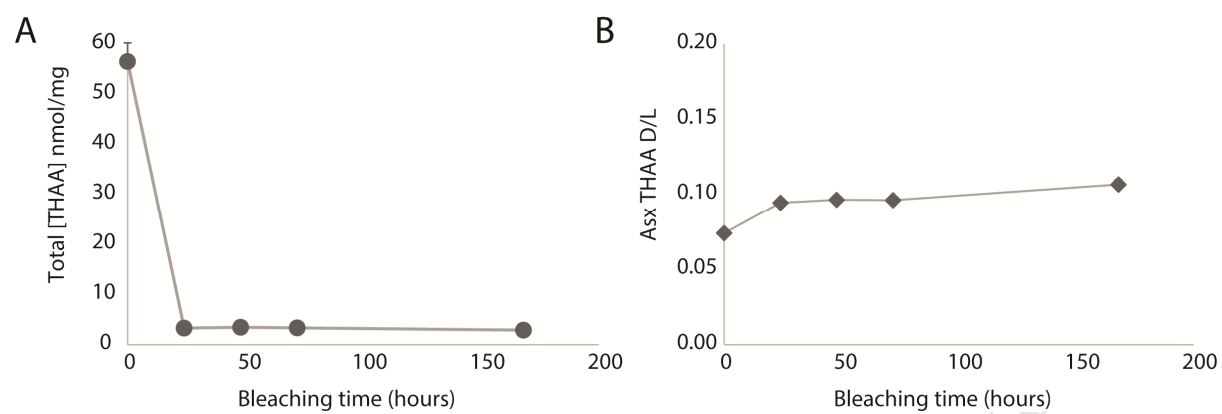 A
Total [THAA] nmol/mg
60
50
40
30
20
10
0
0 50 100 150 200
Bleaching time (hours)
B
Asx THAA D/L
0.20
0.15
0.10
0.05
0.00
0 50 100 150 200
Bleaching time (hours)